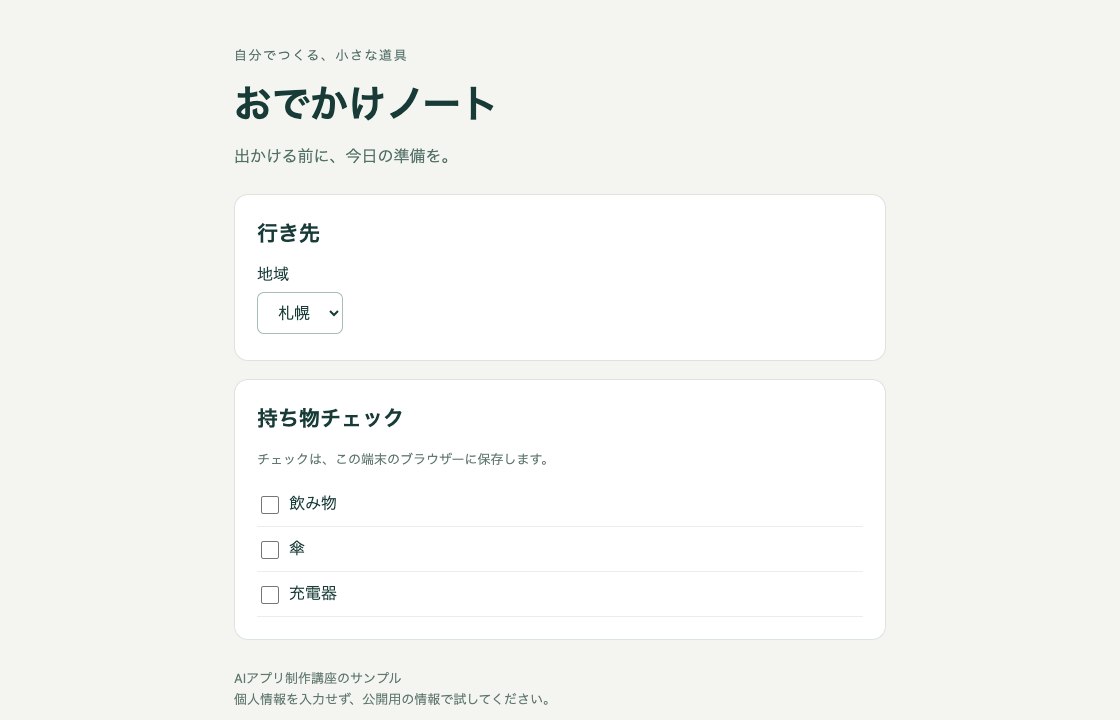 自分でつくる、小さな道具
おでかけノート
出かける前に、今日の準備を。
行き先
地域
札幌
持ち物チェック
チェックは、この端末のブラウザーに保存します。
飲み物
傘
充電器
AIアプリ制作講座のサンプル
個人情報を入力せず、公開用の情報で試してください。